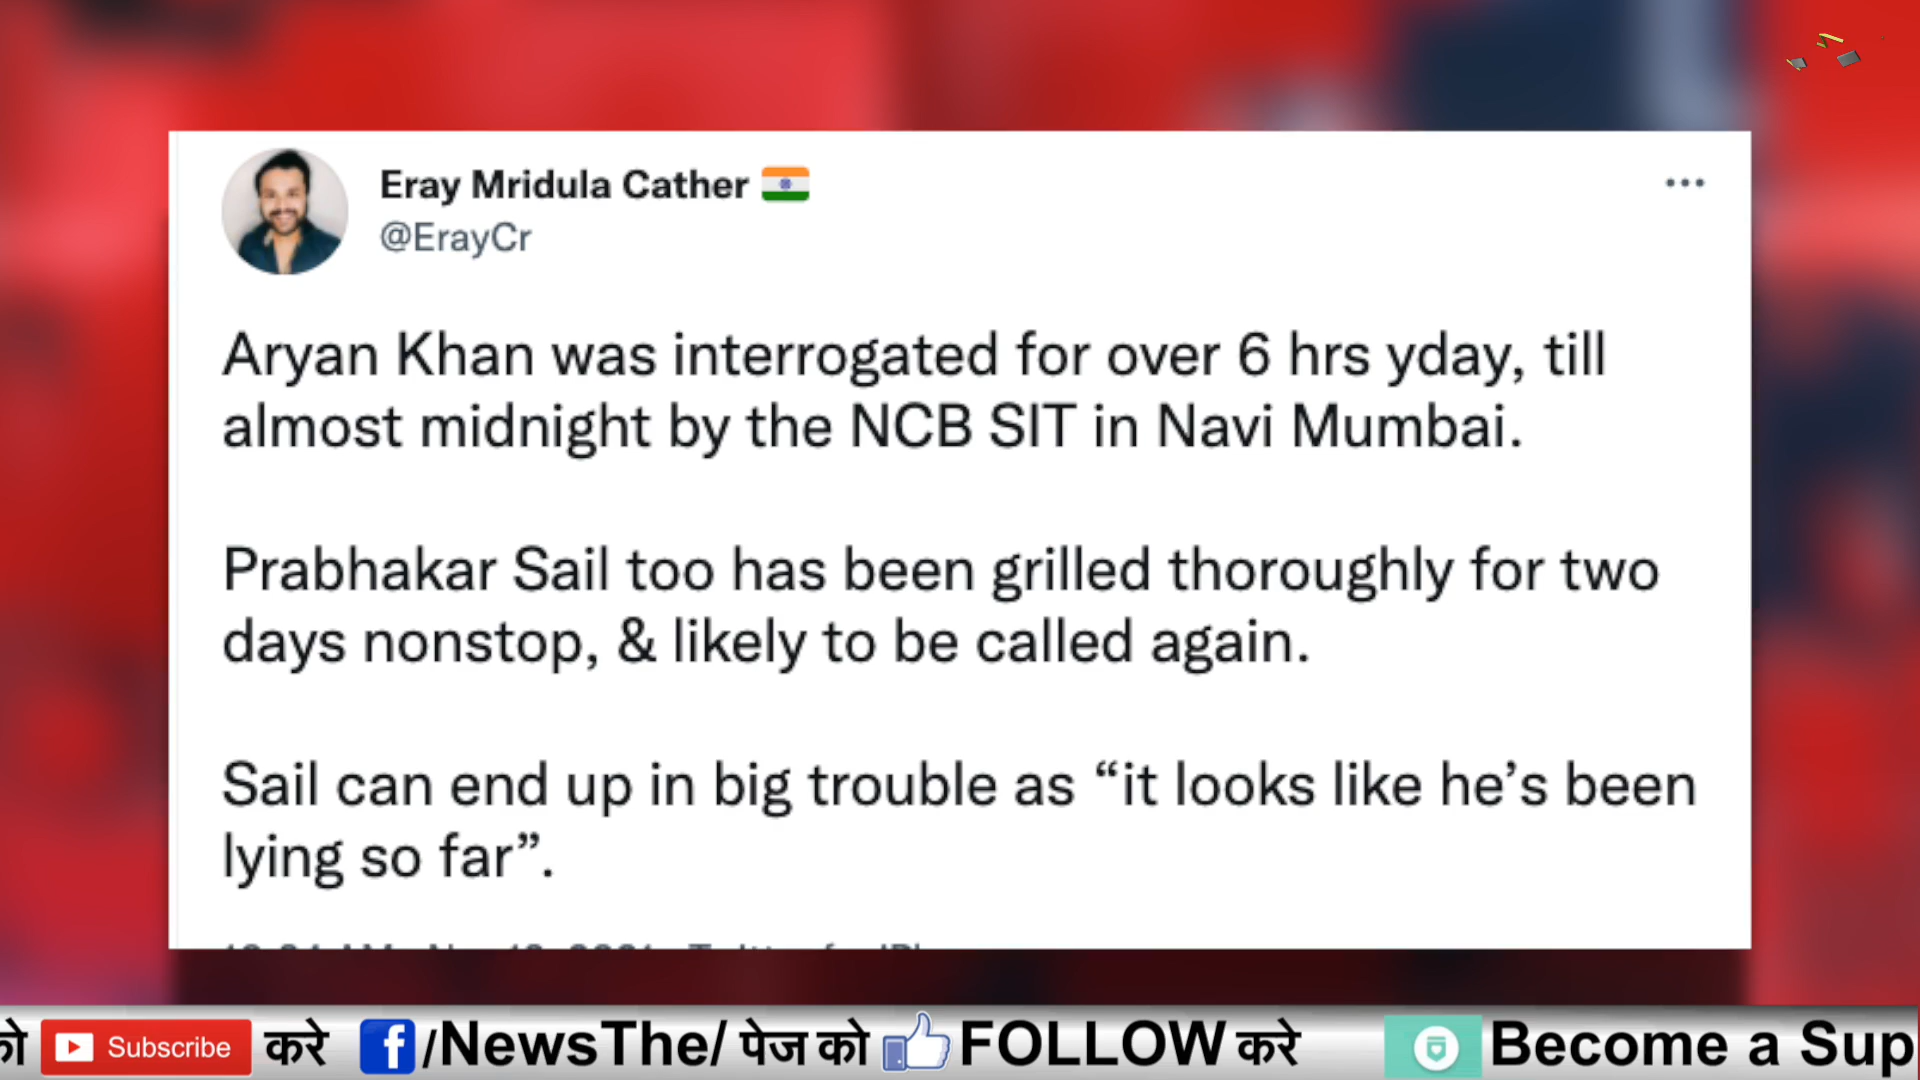 Eray Mridula Cather
@ErayCr
Aryan Khan was interrogated for over 6 hrs yday, till
almost midnight by the NCB SIT in Navi Mumbai.
Prabhakar Sail too has been grilled thoroughly for two
days nonstop, & likely to be called again.
Sail can end up in big trouble as “it looks like he’s been
lying so far”.
Subscribe करे /NewsThe/ पेज को FOLLOW करे Become a Sup